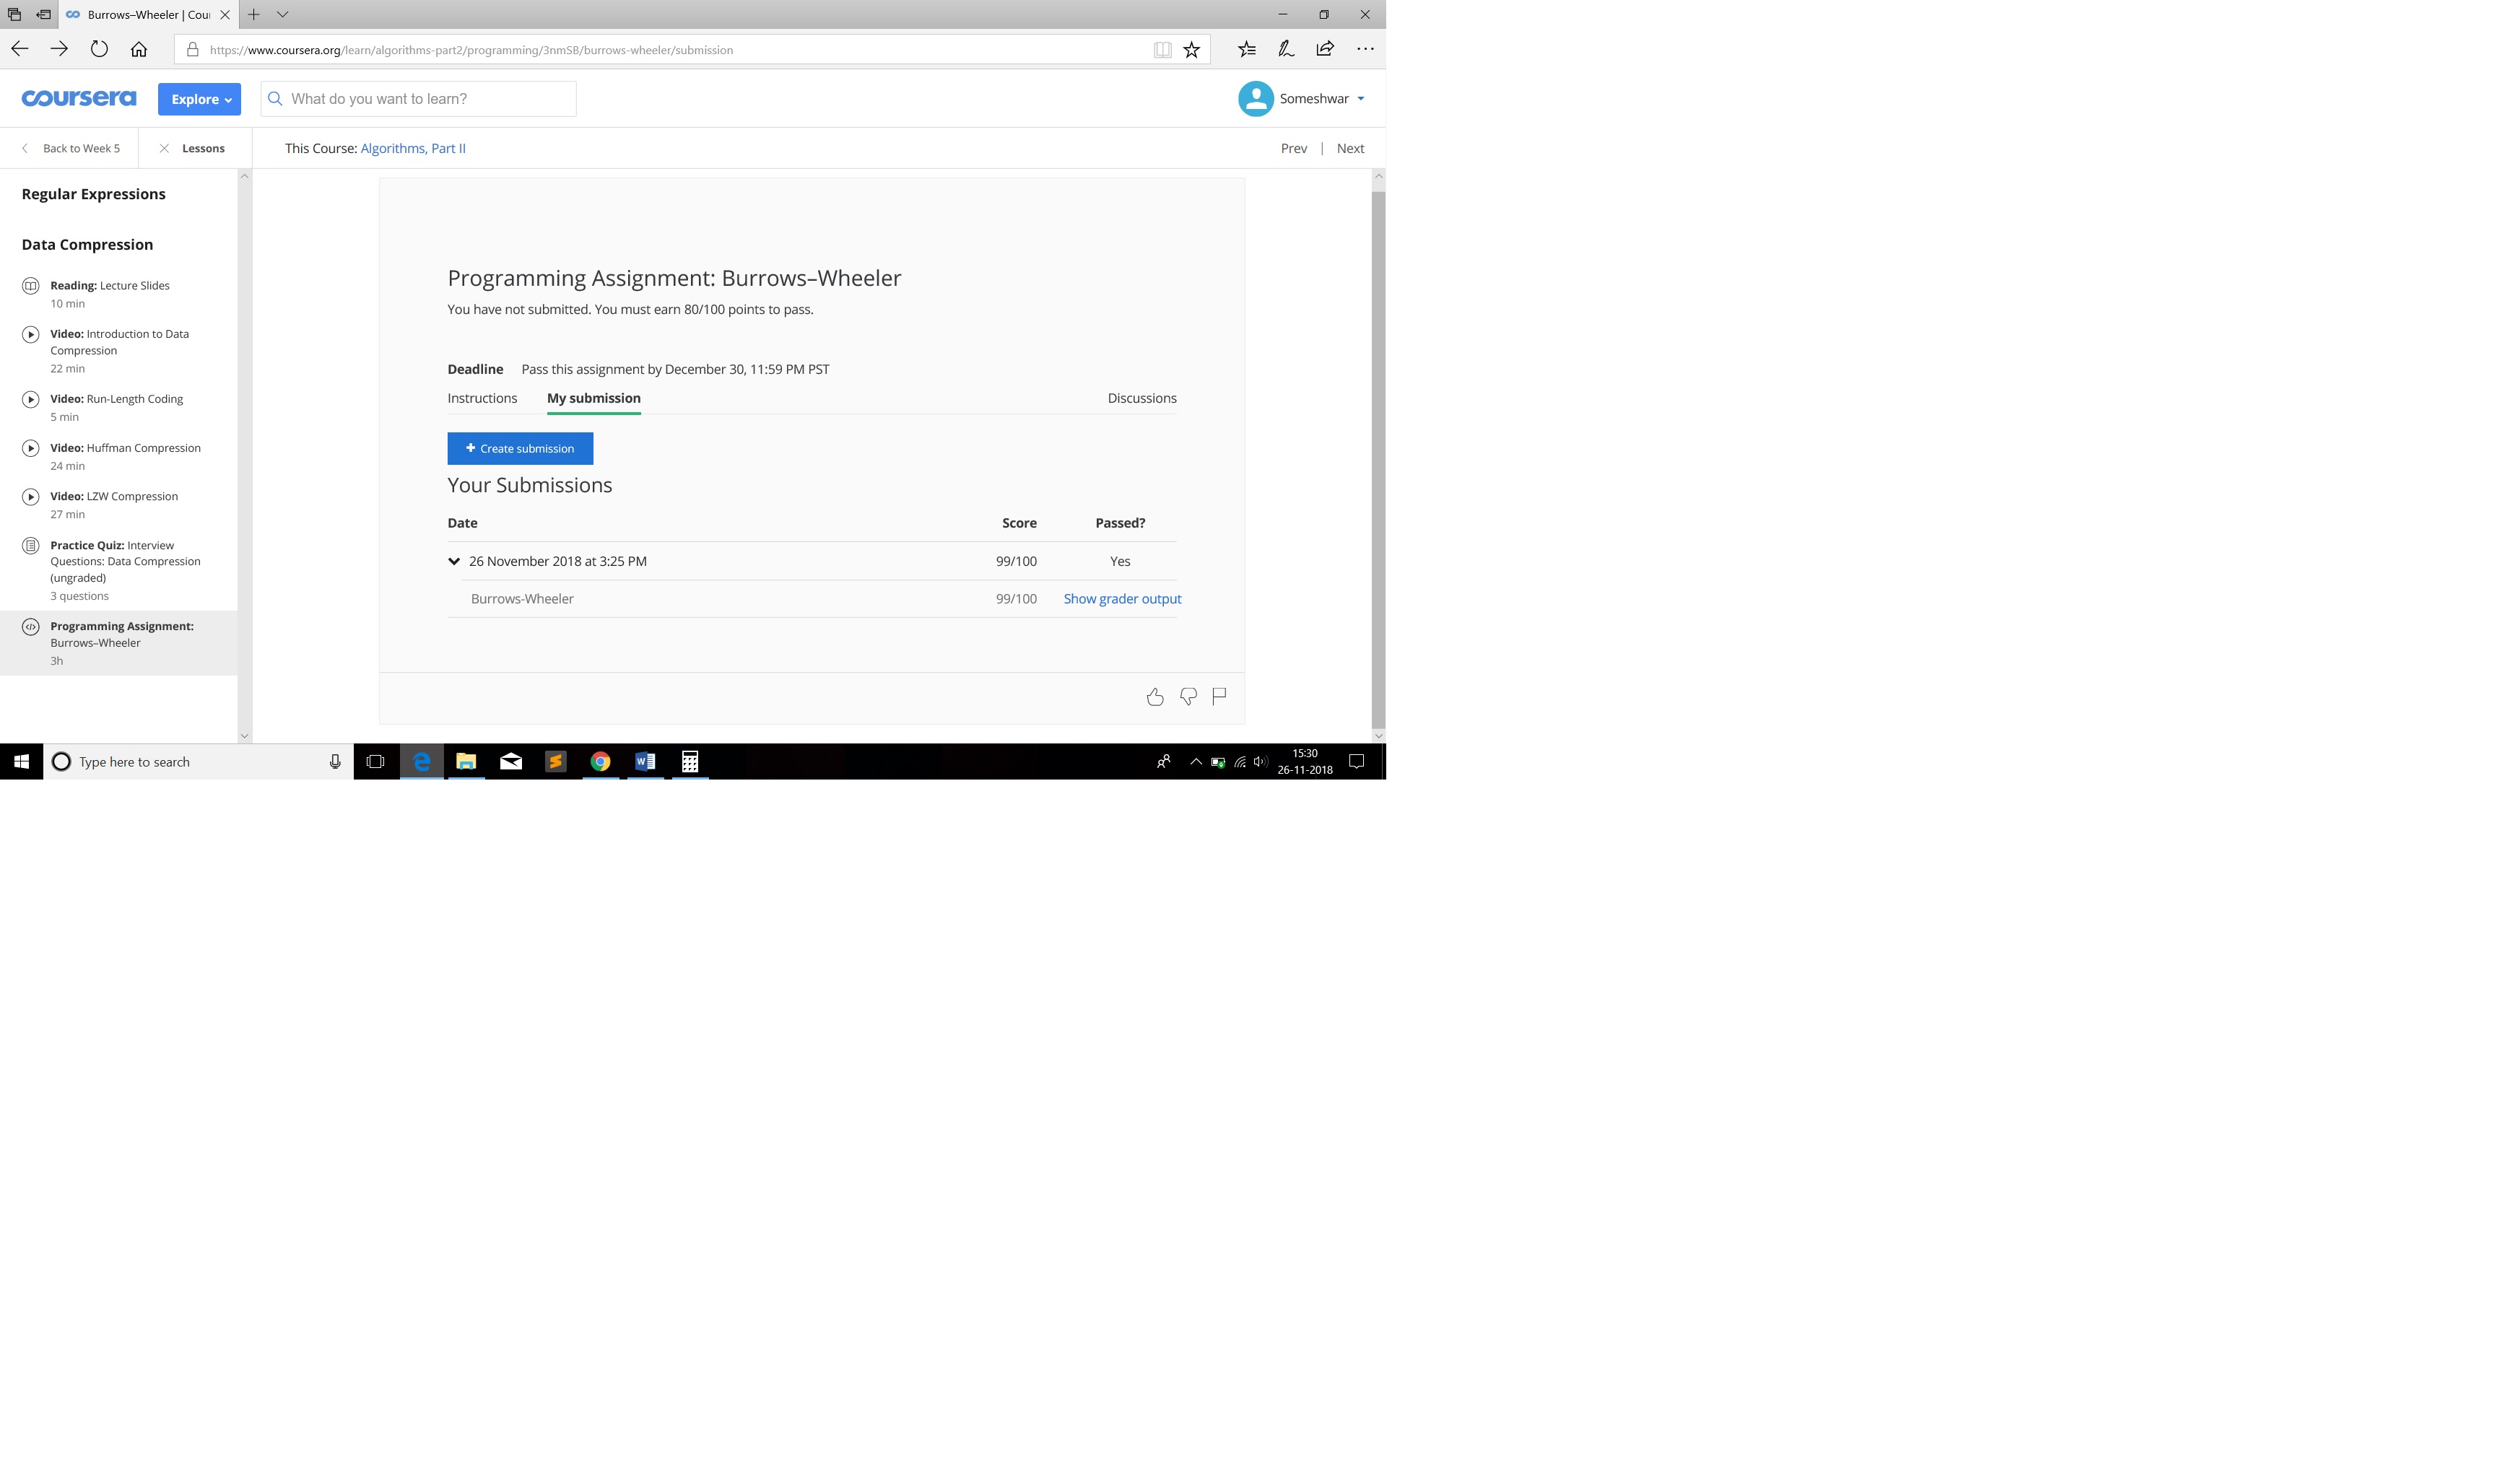 Burrows–Wheeler | Cou
https://www.coursera.org/learn/algorithms-part2/programming/3nmSB/burrows-wheeler/submission
coursera
Explore
What do you want to learn?
Someshwar
Back to Week 5
Lessons
This Course: Algorithms, Part II
Prev | Next
Regular Expressions
Data Compression
Reading: Lecture Slides
10 min
Video: Introduction to Data
Compression
22 min
Video: Run-Length Coding
5 min
Video: Huffman Compression
24 min
Video: LZW Compression
27 min
Practice Quiz: Interview
Questions: Data Compression
(ungraded)
3 questions
Programming Assignment:
Burrows–Wheeler
3h
Programming Assignment: Burrows–Wheeler
You have not submitted. You must earn 80/100 points to pass.
Deadline Pass this assignment by December 30, 11:59 PM PST
Instructions My submission Discussions
+ Create submission
Your Submissions
Date Score Passed?
26 November 2018 at 3:25 PM 99/100 Yes
Burrows-Wheeler 99/100 Show grader output
Type here to search
15:30
26-11-2018